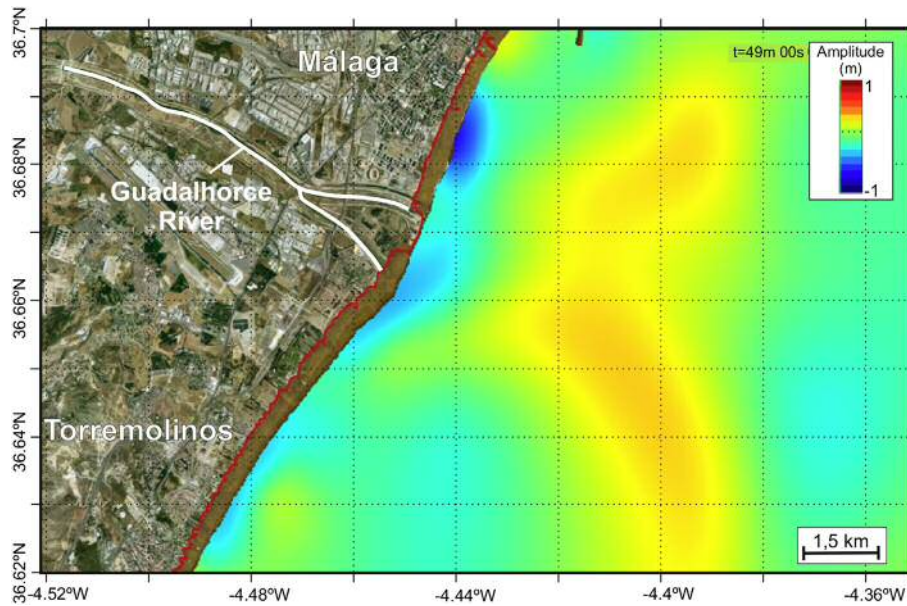 36.7ºN
36.68ºN
36.66ºN
36.64ºN
36.62ºN
Málaga
Guadalhorce
River
Torremolinos
t=49m 00s
Amplitude
(m)
1
-1
1,5 km
-4.52ºW
-4.48ºW
-4.44ºW
-4.4ºW
-4.36ºW